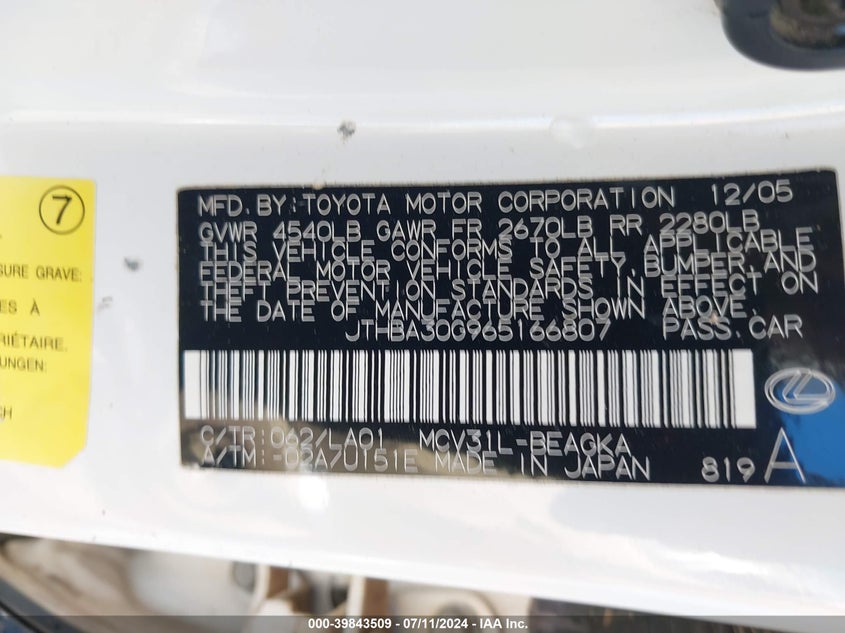 7
SURE GRAVE:
ES À
RIÉTAIRE.
UNGEN:
CH
MFD.BY:TOYOTA MOTOR CORPORATION 12/05
GVWR 4540LB GAWR FR 2670LB RR 2280LB
THIS VEHICLE CONFORMS TO ALL APPLICABLE
FEDERAL MOTOR VEHICLE SAFETY,BUMPER,AND
THEFT PREVENTION STANDARDS IN EFFECT ON
THE DATE OF MANUFACTURE SHOWN ABOVE.
JTHBA30G965166807 PASS.CAR
C/TR:062/LA01 MCV31L-BEAGKA
A/TM:-02A/U151E MADE IN JAPAN 819A
000-39843509 - 07/11/2024 - IAA Inc.